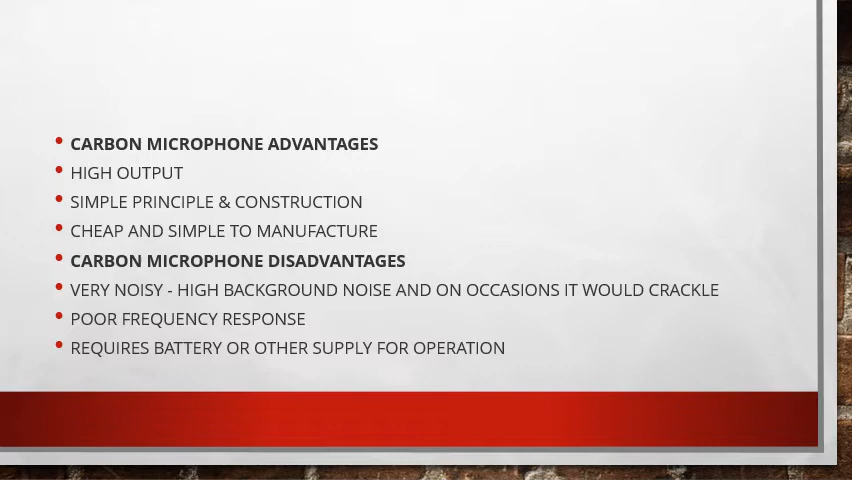 • CARBON MICROPHONE ADVANTAGES
• HIGH OUTPUT
• SIMPLE PRINCIPLE & CONSTRUCTION
• CHEAP AND SIMPLE TO MANUFACTURE
• CARBON MICROPHONE DISADVANTAGES
• VERY NOISY - HIGH BACKGROUND NOISE AND ON OCCASIONS IT WOULD CRACKLE
• POOR FREQUENCY RESPONSE
• REQUIRES BATTERY OR OTHER SUPPLY FOR OPERATION